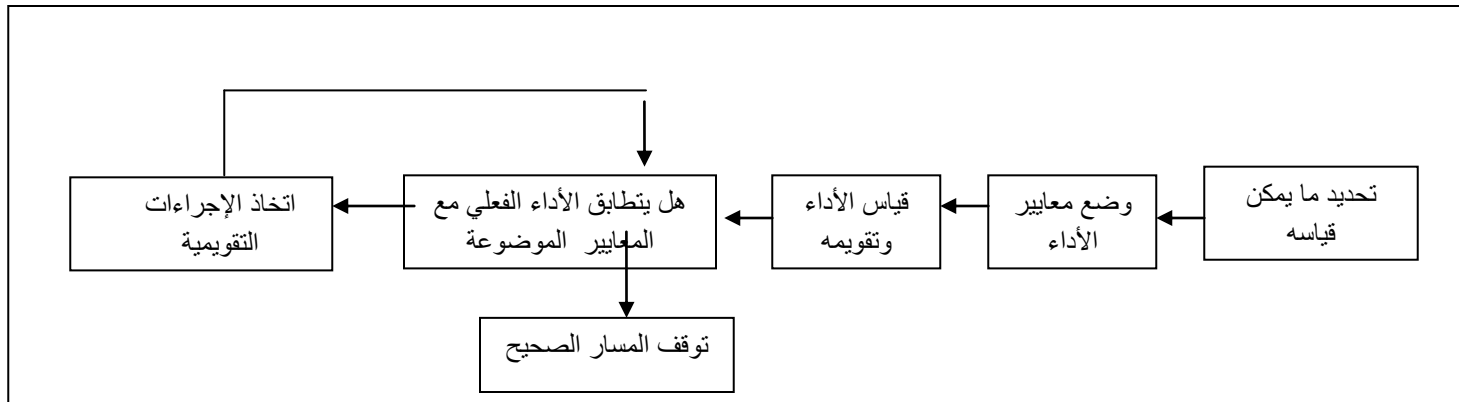 تحديد ما يمكن
قياسه
وضع معايير
الأداء
قياس الأداء
وتقويمه
هل يتطابق الأداء الفعلي مع
المعايير الموضوعة
اتخاذ الإجراءات
التقويمية
توقف المسار الصحيح